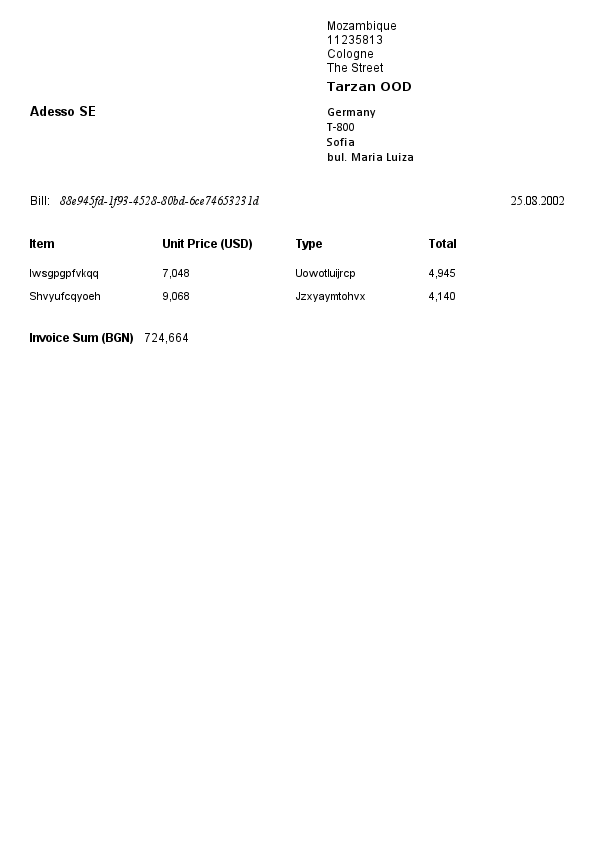 Mozambique
11235813
Cologne
The Street
Tarzan OOD
Adesso SE
Germany
T-800
Sofia
bul. Maria Luiza
Bill: 88e945fd-1f93-4528-80bd-6ce74653231d 25.08.2002
Item Unit Price (USD) Type Total
Iwsgpgpfvkqq 7,048 Uowotluijrcp 4,945
Shvyufcqyoeh 9,068 Jzxyaymtohvx 4,140
Invoice Sum (BGN) 724,664